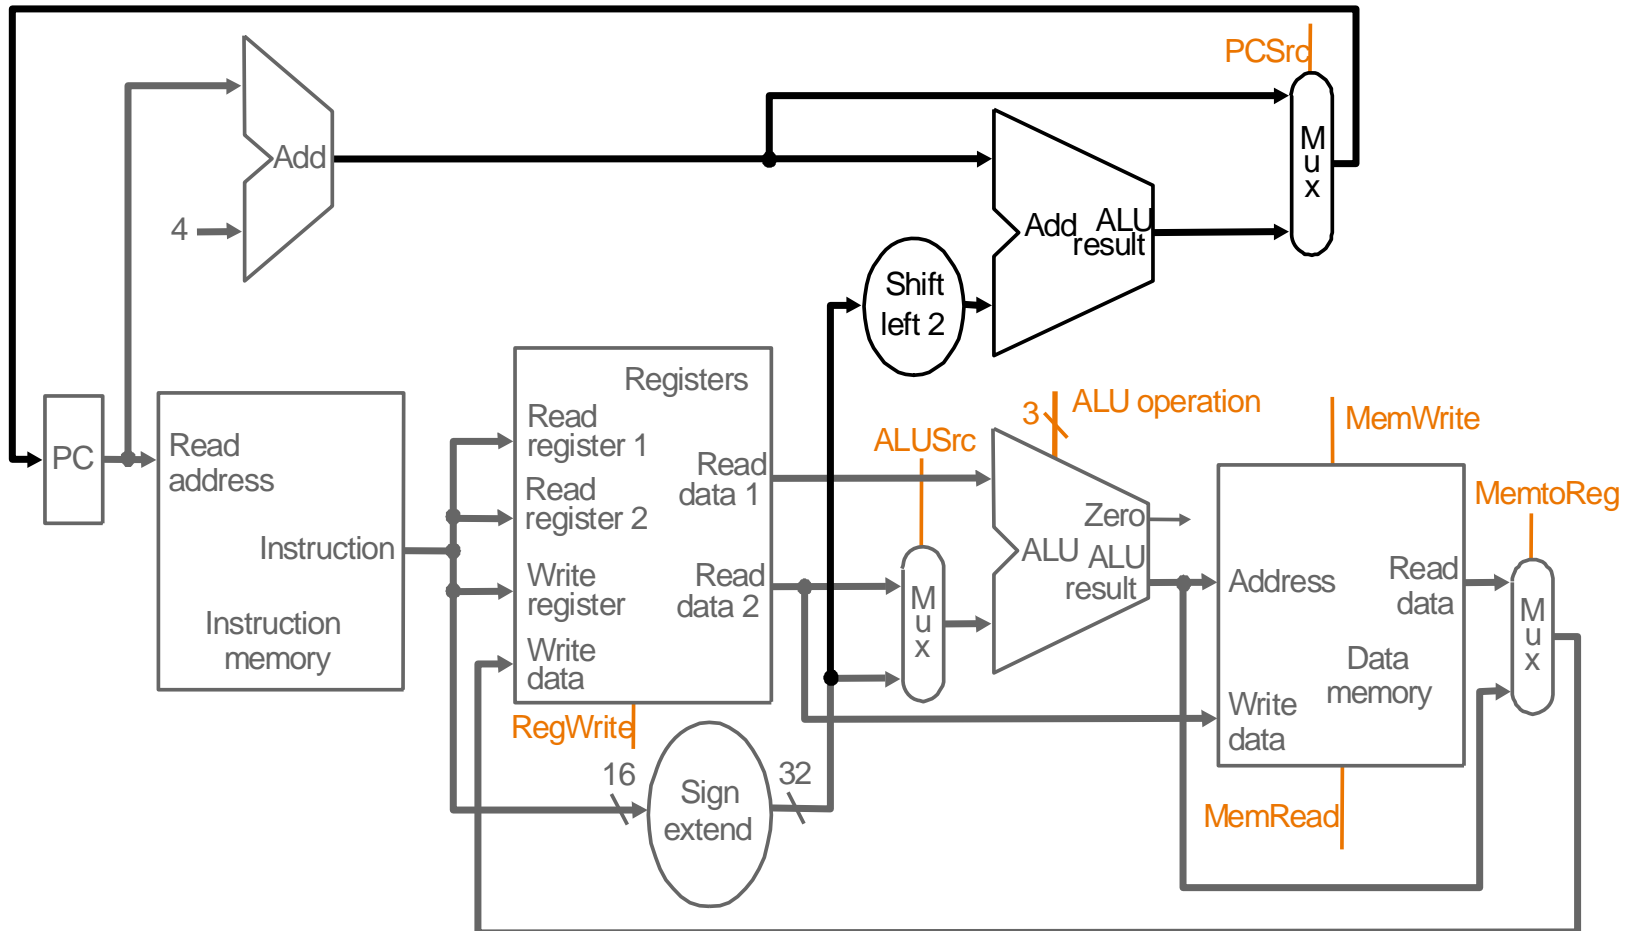 PCSrc
M
u
x
Add
4
Add
ALU
result
Shift
left 2
PC
Read
address
Instruction
Instruction
memory
Registers
Read
register 1
Read
register 2
Write
register
Write
data
Read
data 1
Read
data 2
RegWrite
16
Sign
extend
32
ALUSrc
M
u
x
3
ALU operation
Zero
ALU
ALU
result
MemWrite
Address
Read
data
Data
memory
Write
data
MemRead
MemtoReg
M
u
x